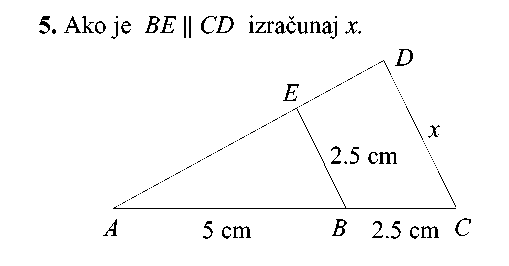 5. Ako je BE || CD izračunaj x.
D
E
x
2.5 cm
A 5 cm B 2.5 cm C